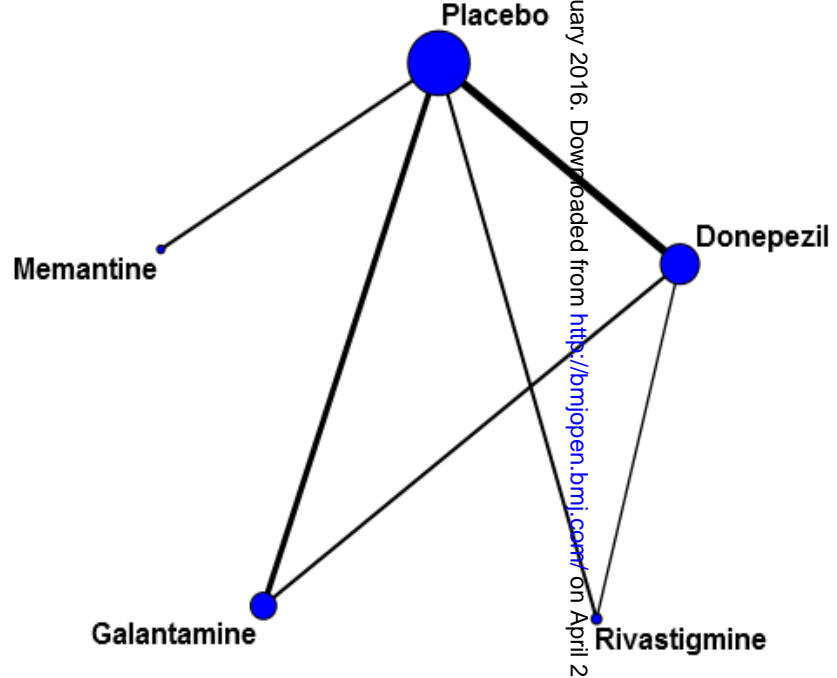 Placebo
uary 2016. Downloaded from http://bmjopen.bmj.com/ on April 2
Donepezil
Memantine
Galantamine
Rivastigmine